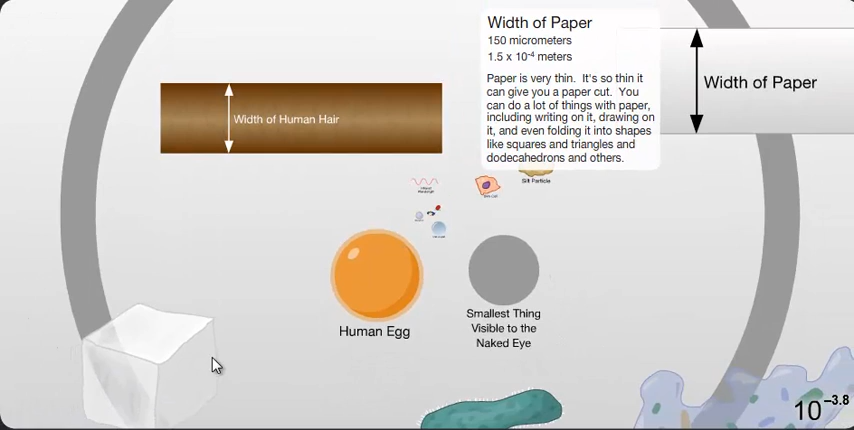 Width of Paper
150 micrometers
1.5 x 10⁻⁴ meters
Paper is very thin.  It's so thin it
can give you a paper cut.  You
can do a lot of things with paper,
including writing on it, drawing on
it, and even folding it into shapes
like squares and triangles and
dodecahedrons and others.
Width of Paper
Width of Human Hair
Silt Particle
Human Egg
Smallest Thing
Visible to the
Naked Eye
10⁻³·⁸